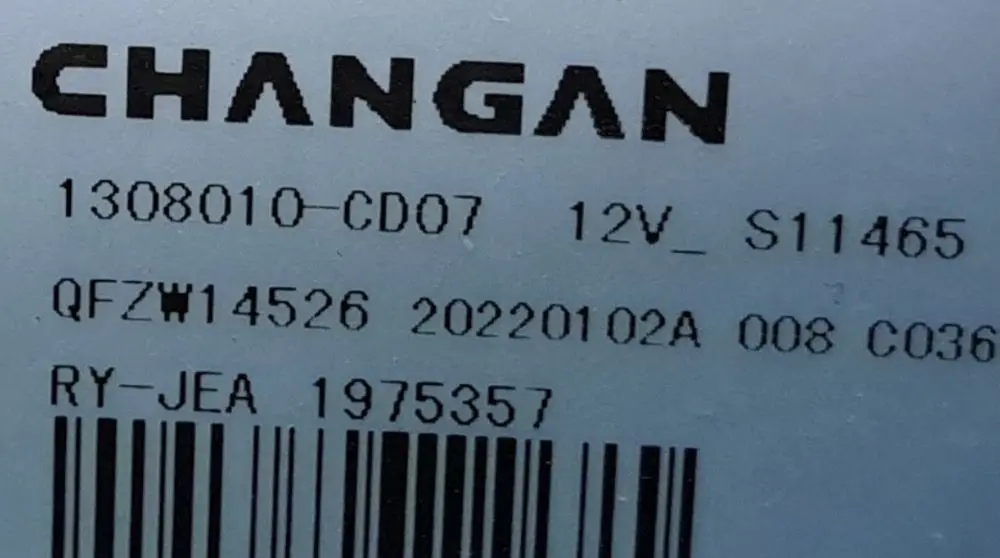 CHANGAN
1308010-CD07 12V_ S11465
QFZW14526 20220102A 008 C036
RY-JEA 1975357